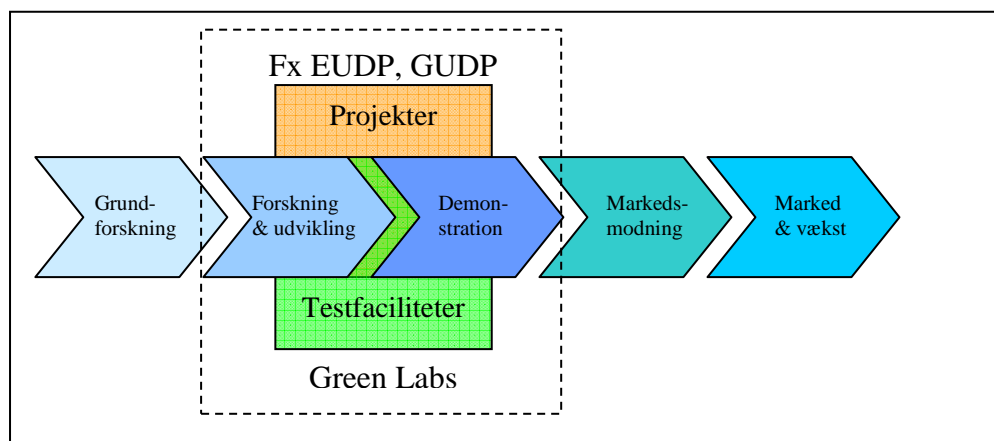 Fx EUDP, GUDP
Projekter
Grund-
forskning
Forskning
& udvikling
Demon-
stration
Markeds-
modning
Marked
& vækst
Testfaciliteter
Green Labs